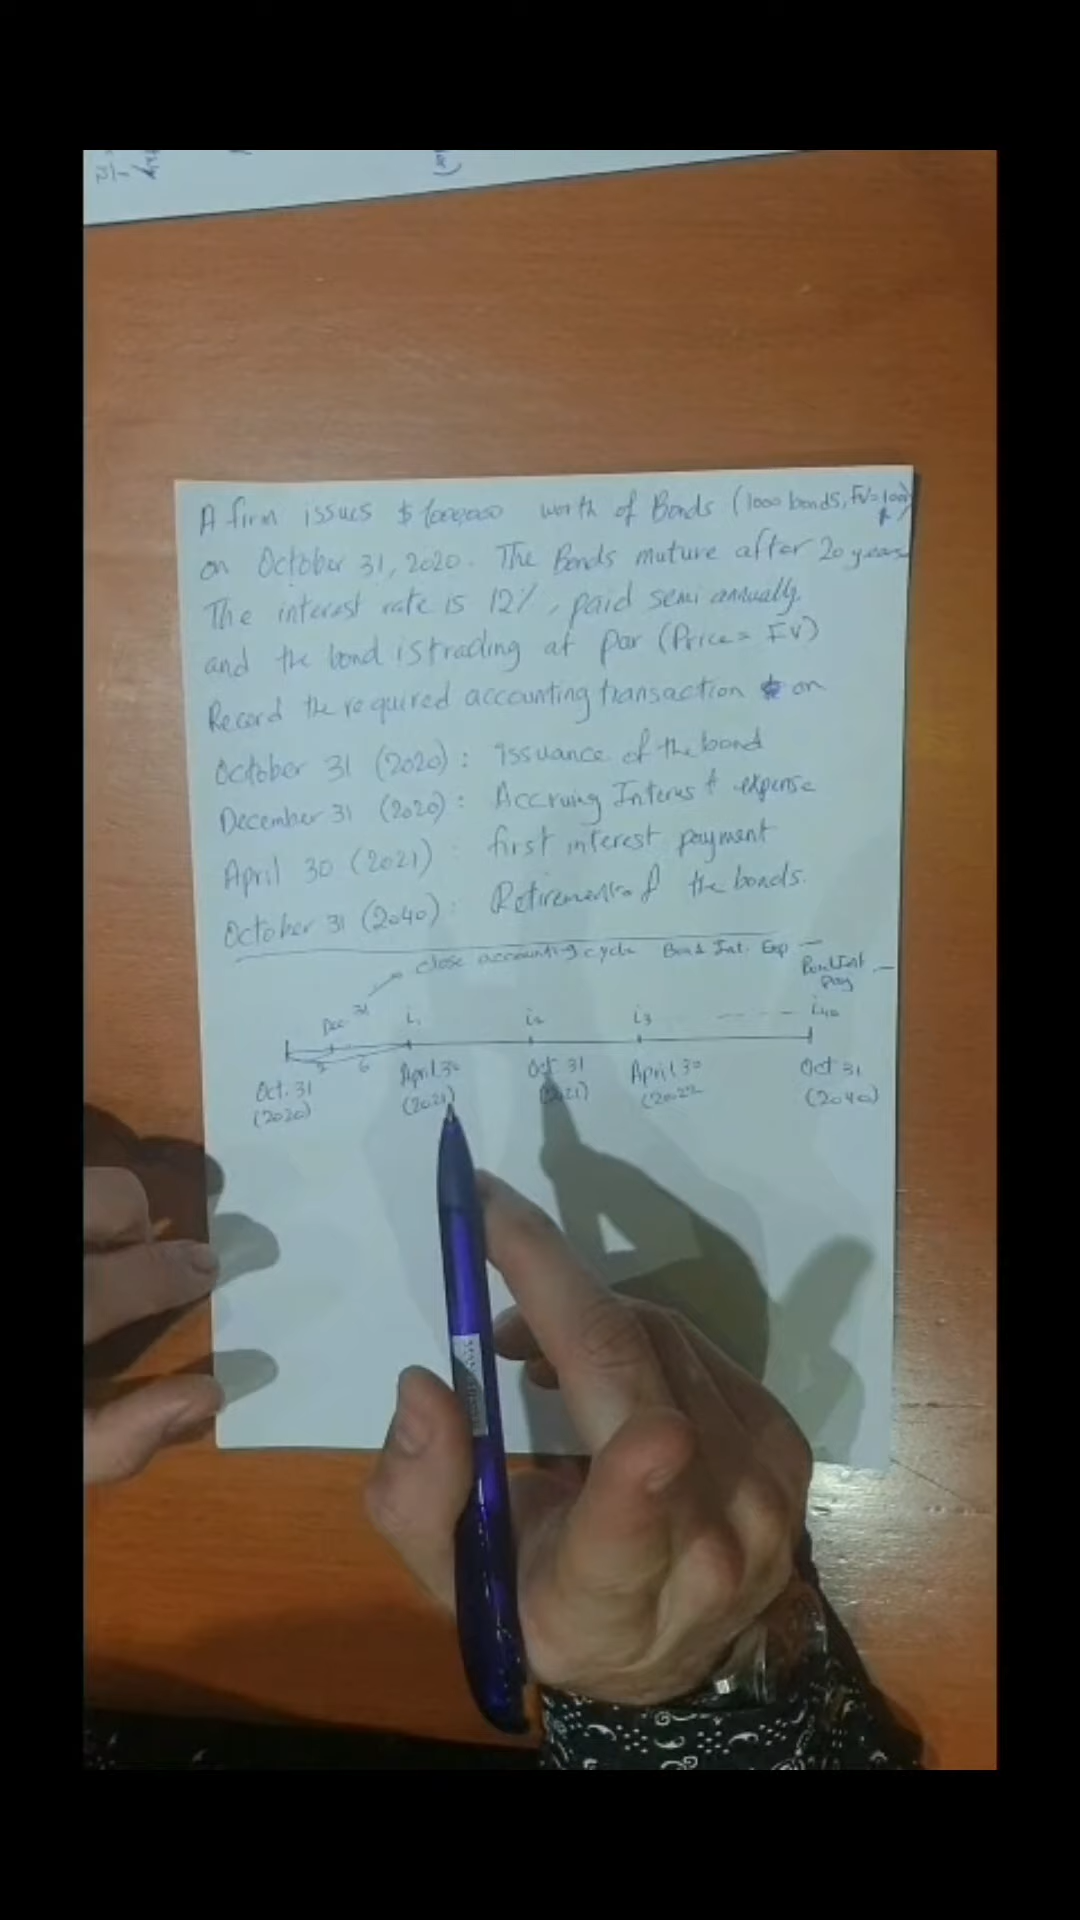 A firm issues $1000,000 worth of Bonds (1000 bonds, FV=1000)
on October 31, 2020. The Bonds mature after 20 years
The interest rate is 12%, paid semi annually.
and the bond is trading at par (Price = FV)
Record the required accounting transaction on
October 31 (2020): issuance of the bond
December 31 (2020): Accruing Interest expense
April 30 (2021): first interest payment
October 31 (2040): Retirement of the bonds.
close accounting cycle Bond Int. Exp —
Bond Int Pay —
Dec 31 i1 i2 i3 - - - - i40
2 6
Oct. 31 April 30 Oct 31 April 30 Oct 31
(2020) (2021) (2021) (2022 (2040)